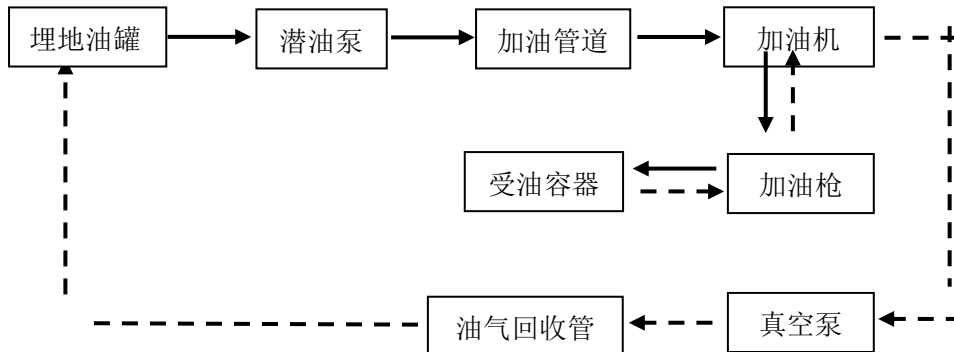 埋地油罐
潜油泵
加油管道
加油机
受油容器
加油枪
油气回收管
真空泵